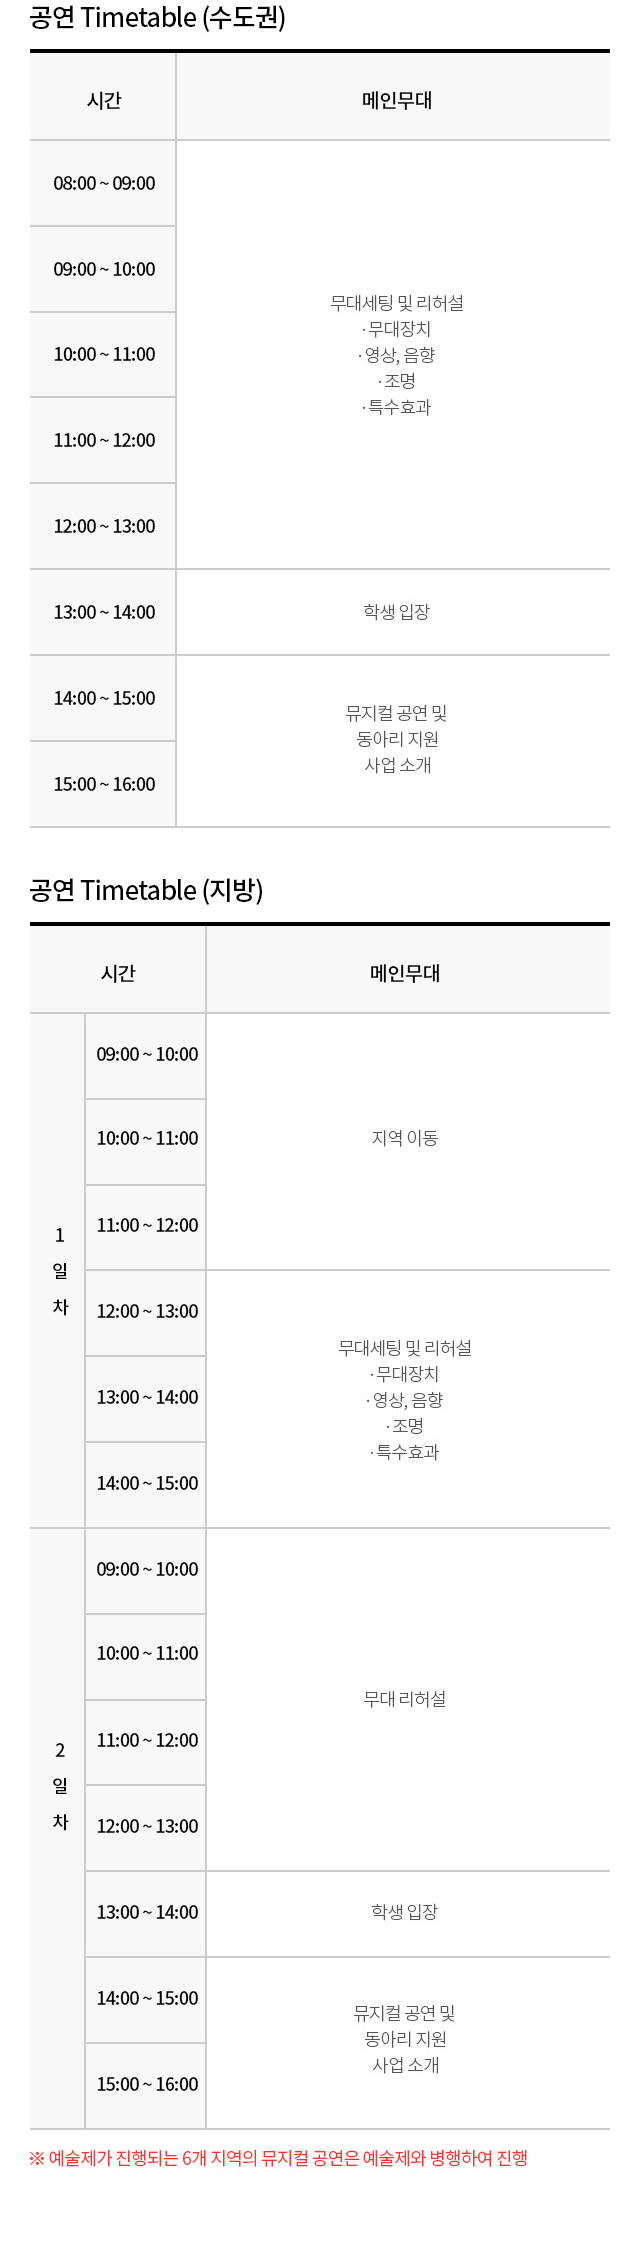 공연 Timetable (수도권)
시간 메인무대
08:00 ~ 09:00
09:00 ~ 10:00
10:00 ~ 11:00
11:00 ~ 12:00
12:00 ~ 13:00
무대세팅 및 리허설
· 무대장치
· 영상, 음향
· 조명
· 특수효과
13:00 ~ 14:00 학생 입장
14:00 ~ 15:00
15:00 ~ 16:00
뮤지컬 공연 및
동아리 지원
사업 소개
공연 Timetable (지방)
시간 메인무대
1
일
차
09:00 ~ 10:00
10:00 ~ 11:00
11:00 ~ 12:00
지역 이동
12:00 ~ 13:00
13:00 ~ 14:00
14:00 ~ 15:00
무대세팅 및 리허설
· 무대장치
· 영상, 음향
· 조명
· 특수효과
2
일
차
09:00 ~ 10:00
10:00 ~ 11:00
11:00 ~ 12:00
12:00 ~ 13:00
무대 리허설
13:00 ~ 14:00 학생 입장
14:00 ~ 15:00
15:00 ~ 16:00
뮤지컬 공연 및
동아리 지원
사업 소개
※ 예술제가 진행되는 6개 지역의 뮤지컬 공연은 예술제와 병행하여 진행